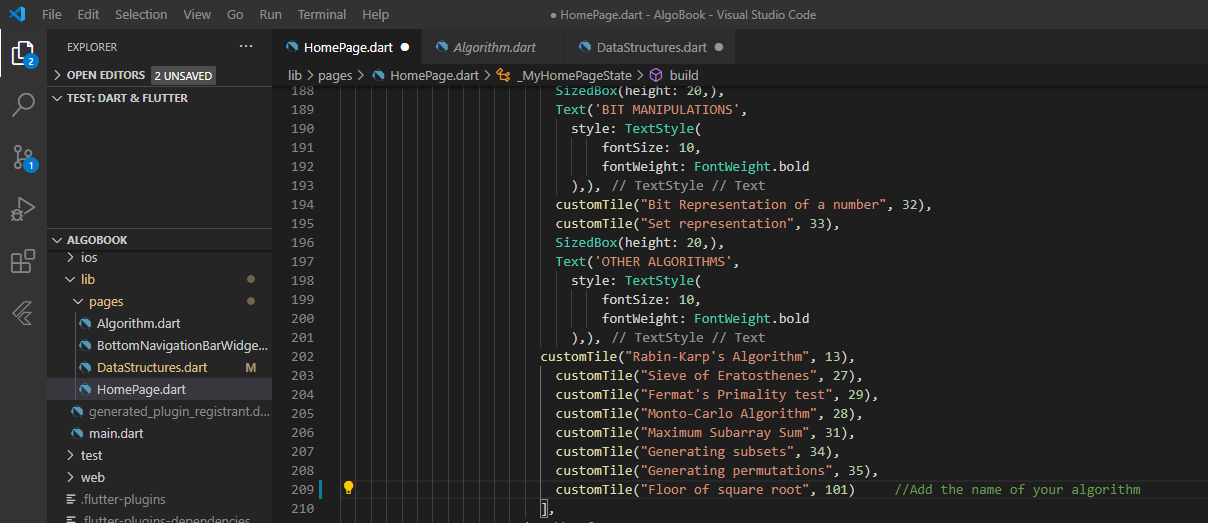 File Edit Selection View Go Run Terminal Help ● HomePage.dart - AlgoBook - Visual Studio Code
EXPLORER ··· HomePage.dart ● Algorithm.dart DataStructures.dart ●
2
OPEN EDITORS 2 UNSAVED
lib > pages > HomePage.dart > _MyHomePageState > build
TEST: DART & FLUTTER
188 SizedBox(height: 20,),
189 Text('BIT MANIPULATIONS',
190 style: TextStyle(
191 fontSize: 10,
192 fontWeight: FontWeight.bold
1
193 ),), // TextStyle // Text
194 customTile("Bit Representation of a number", 32),
195 customTile("Set representation", 33),
ALGOBOOK
196 SizedBox(height: 20,),
ios
197 Text('OTHER ALGORITHMS',
lib
198 style: TextStyle(
pages
199 fontSize: 10,
Algorithm.dart
200 fontWeight: FontWeight.bold
BottomNavigationBarWidge...
201 ),), // TextStyle // Text
202 customTile("Rabin-Karp's Algorithm", 13),
DataStructures.dart M
203 customTile("Sieve of Eratosthenes", 27),
HomePage.dart
204 customTile("Fermat's Primality test", 29),
generated_plugin_registrant.d...
205 customTile("Monto-Carlo Algorithm", 28),
main.dart
206 customTile("Maximum Subarray Sum", 31),
test
207 customTile("Generating subsets", 34),
web
208 customTile("Generating permutations", 35),
.flutter-plugins
209 customTile("Floor of square root", 101) //Add the name of your algorithm
210 ],
.flutter-plugins-dependencies